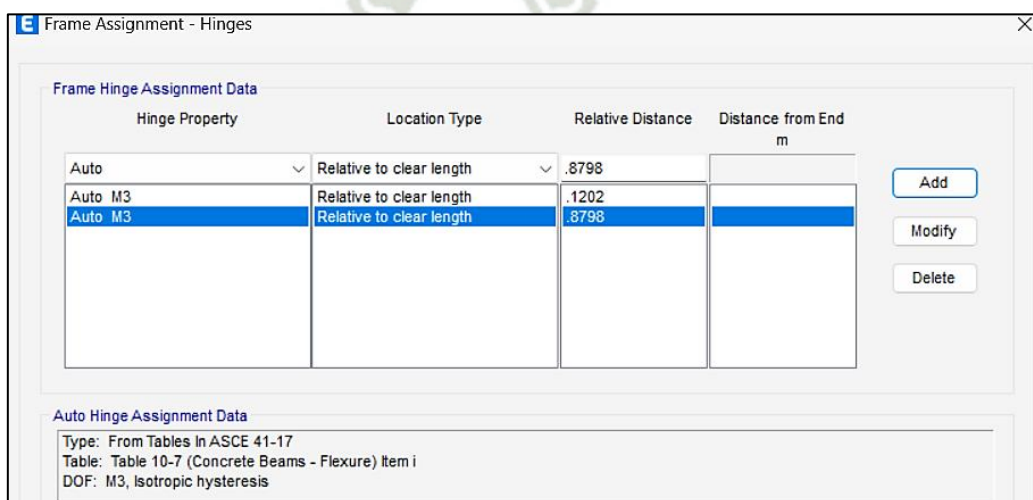 E Frame Assignment - Hinges
Frame Hinge Assignment Data
Hinge Property Location Type Relative Distance Distance from End
m
Auto Relative to clear length .8798
Auto M3 Relative to clear length .1202
Auto M3 Relative to clear length .8798
Add
Modify
Delete
Auto Hinge Assignment Data
Type: From Tables In ASCE 41-17
Table: Table 10-7 (Concrete Beams - Flexure) Item i
DOF: M3, Isotropic hysteresis